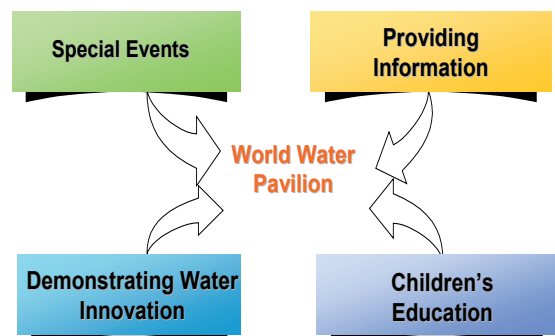 Special Events
Providing
Information
World Water
Pavilion
Demonstrating Water
Innovation
Children's
Education